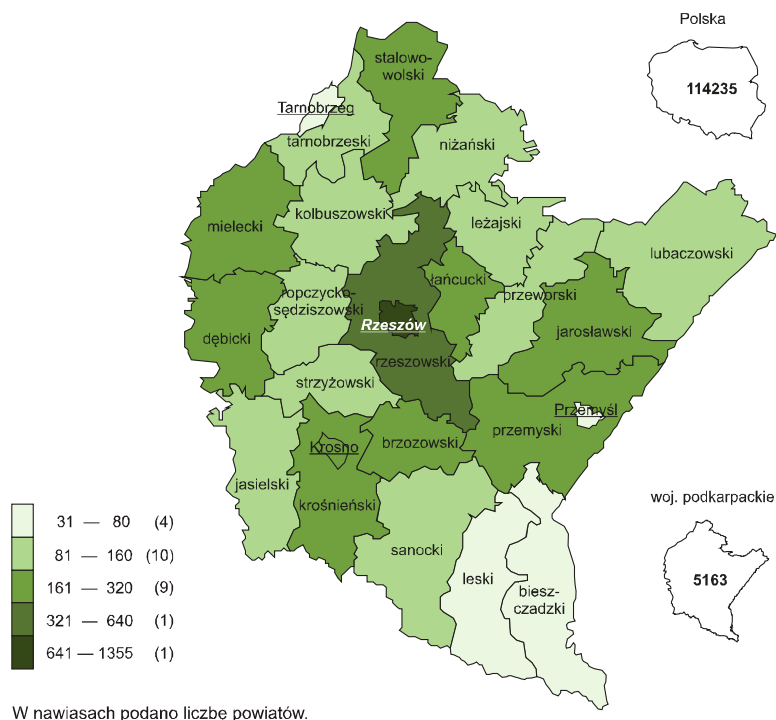 Polska
114235
stalowo-
wolski
Tarnobrzeg
tarnobrzeski
niżański
mielecki
kolbuszowski
leżajski
lubaczowski
łańcucki
ropczycko-
sędziszowski
przeworski
Rzeszów
jarosławski
dębicki
rzeszowski
strzyżowski
Przemyśl
przemyski
Krosno
brzozowski
jasielski
krośnieński
sanocki
leski
biesz-
czadzki
woj. podkarpackie
5163
31 — 80 (4)
81 — 160 (10)
161 — 320 (9)
321 — 640 (1)
641 — 1355 (1)
W nawiasach podano liczbę powiatów.